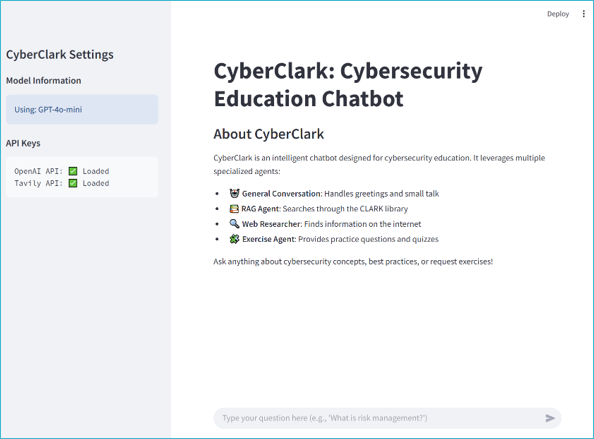 Deploy
CyberClark Settings
Model Information
Using: GPT-4o-mini
API Keys
OpenAI API: ✅ Loaded
Tavily API: ✅ Loaded
CyberClark: Cybersecurity
Education Chatbot
About CyberClark
CyberClark is an intelligent chatbot designed for cybersecurity education. It leverages multiple
specialized agents:
General Conversation: Handles greetings and small talk
RAG Agent: Searches through the CLARK library
Web Researcher: Finds information on the internet
Exercise Agent: Provides practice questions and quizzes
Ask anything about cybersecurity concepts, best practices, or request exercises!
Type your question here (e.g., 'What is risk management?')